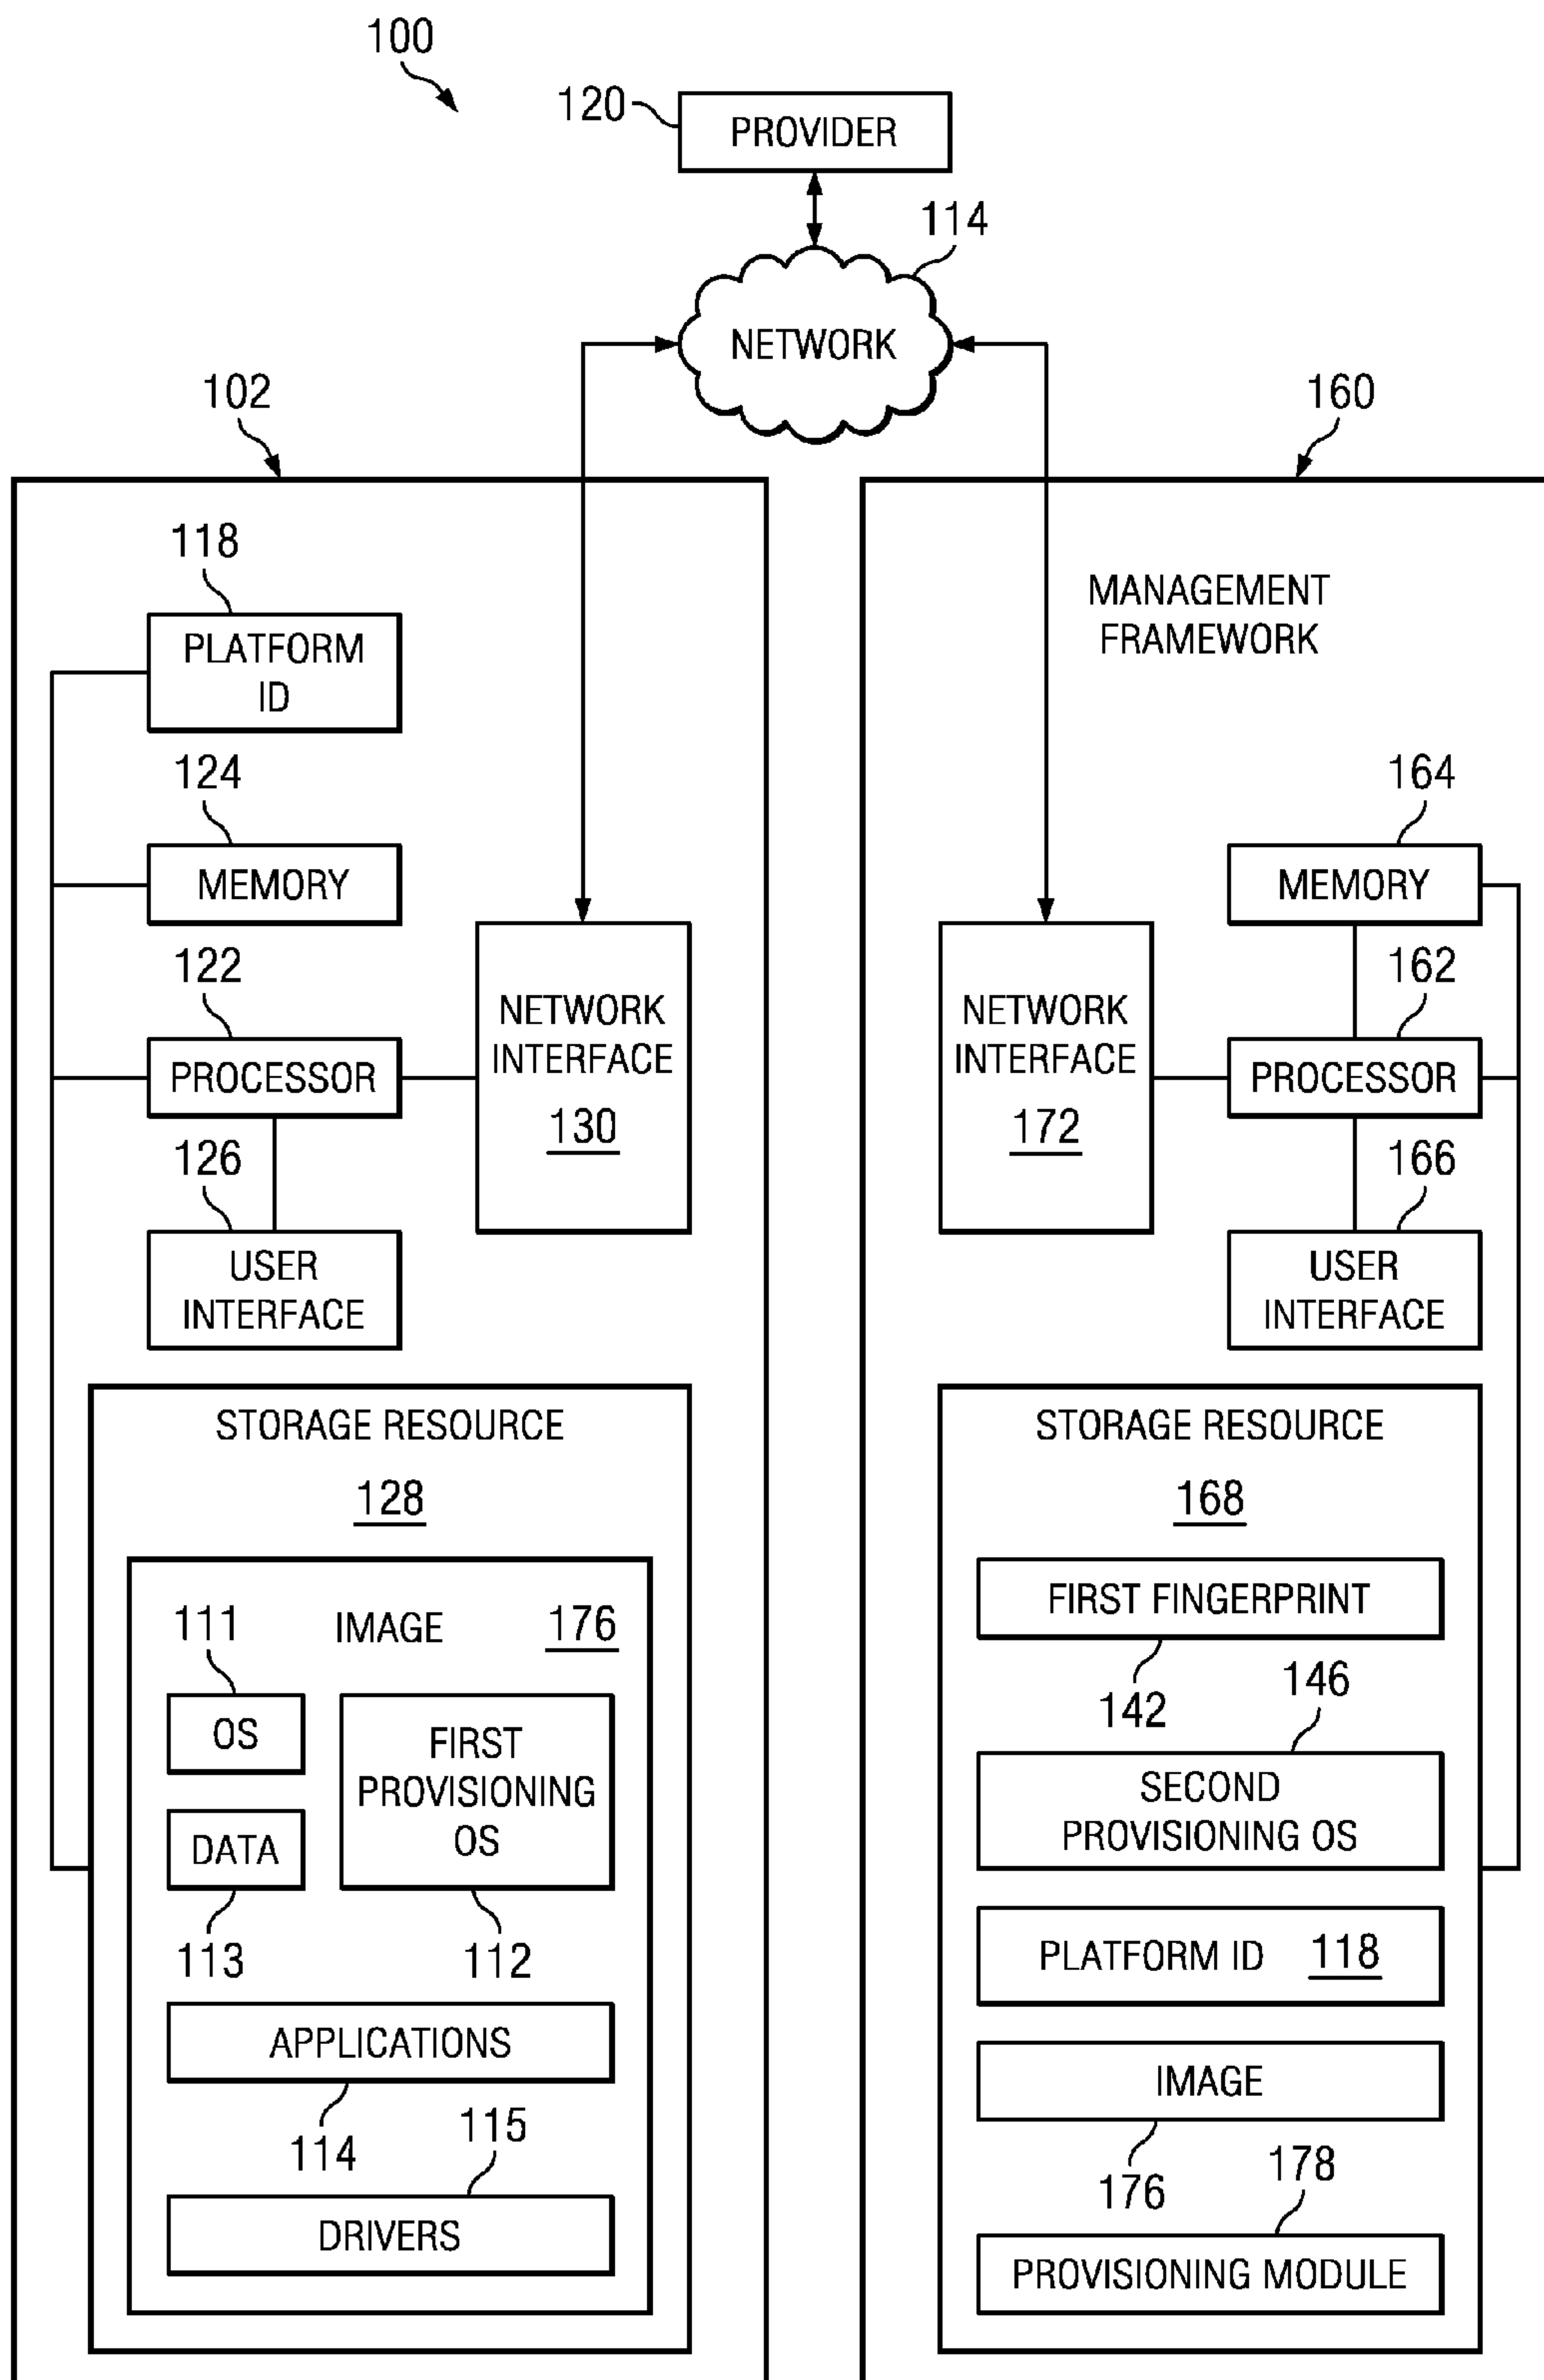 100
120
PROVIDER
114
NETWORK
102
160
118
PLATFORM
ID
MANAGEMENT
FRAMEWORK
124
MEMORY
164
MEMORY
122
PROCESSOR
NETWORK
INTERFACE
130
NETWORK
INTERFACE
172
162
PROCESSOR
126
USER
INTERFACE
166
USER
INTERFACE
STORAGE RESOURCE
128
IMAGE
176
111
OS
FIRST
PROVISIONING
OS
DATA
113
112
APPLICATIONS
114
115
DRIVERS
STORAGE RESOURCE
168
FIRST FINGERPRINT
142
146
SECOND
PROVISIONING OS
PLATFORM ID 118
IMAGE
176
178
PROVISIONING MODULE